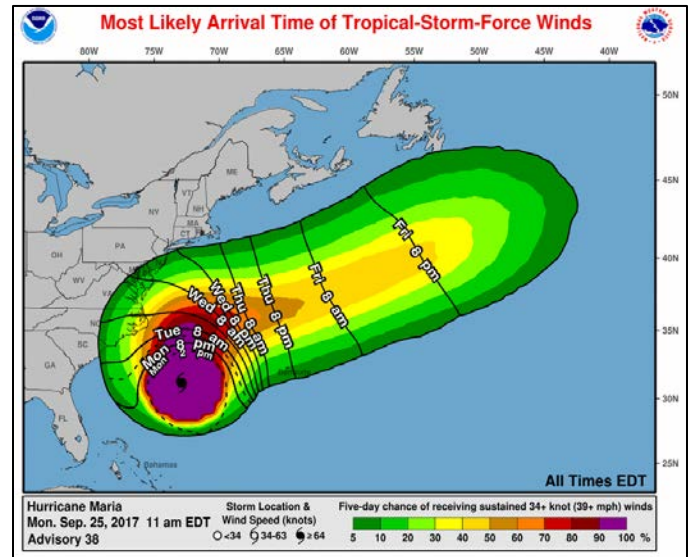 Most Likely Arrival Time of Tropical-Storm-Force Winds
80W 75W 70W 65W 60W 55W 50W 45W 40W
50N
45N
40N
35N
30N
25N
ME
VT
NH
NY
MA
CT
PA
OH
WV
VA
NC
SC
GA
FL
Bahamas
Mon 2 pm
Mon 8 pm
Tue 8 am
Wed 8 am
Wed 8 pm
Thu 8 am
Thu 8 pm
Fri 8 am
Fri 8 pm
All Times EDT
Hurricane Maria
Mon. Sep. 25, 2017 11 am EDT
Advisory 38
Storm Location &
Wind Speed (knots)
<34 34-63 ≥ 64
Five-day chance of receiving sustained 34+ knot (39+ mph) winds
5 10 20 30 40 50 60 70 80 90 100 %